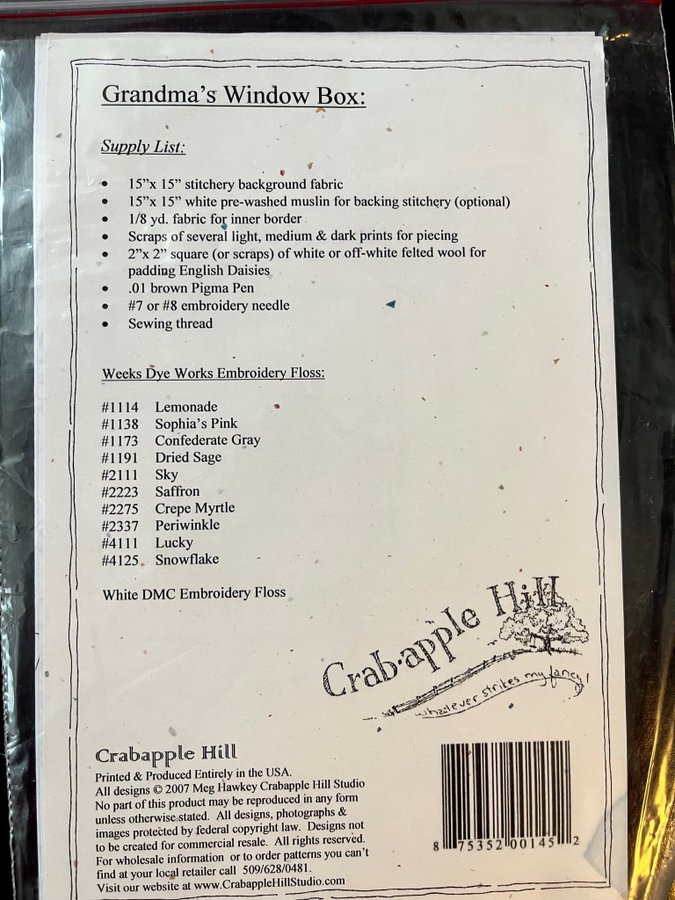 Grandma's Window Box:
Supply List:
• 15"x 15" stitchery background fabric
• 15"x 15" white pre-washed muslin for backing stitchery (optional)
• 1/8 yd. fabric for inner border
• Scraps of several light, medium & dark prints for piecing
• 2"x 2" square (or scraps) of white or off-white felted wool for
padding English Daisies
• .01 brown Pigma Pen
• #7 or #8 embroidery needle
• Sewing thread
Weeks Dye Works Embroidery Floss:
#1114 Lemonade
#1138 Sophia's Pink
#1173 Confederate Gray
#1191 Dried Sage
#2111 Sky
#2223 Saffron
#2275 Crepe Myrtle
#2337 Periwinkle
#4111 Lucky
#4125 Snowflake
White DMC Embroidery Floss
Crab·apple Hill
whatever strikes my fancy!
Crabapple Hill
Printed & Produced Entirely in the USA.
All designs © 2007 Meg Hawkey Crabapple Hill Studio
No part of this product may be reproduced in any form
unless otherwise stated. All designs, photographs &
images protected by federal copyright law. Designs not
to be created for commercial resale. All rights reserved.
For wholesale information or to order patterns you can't
find at your local retailer call 509/628/0481.
Visit our website at www.CrabappleHillStudio.com
8 75352 00145 2